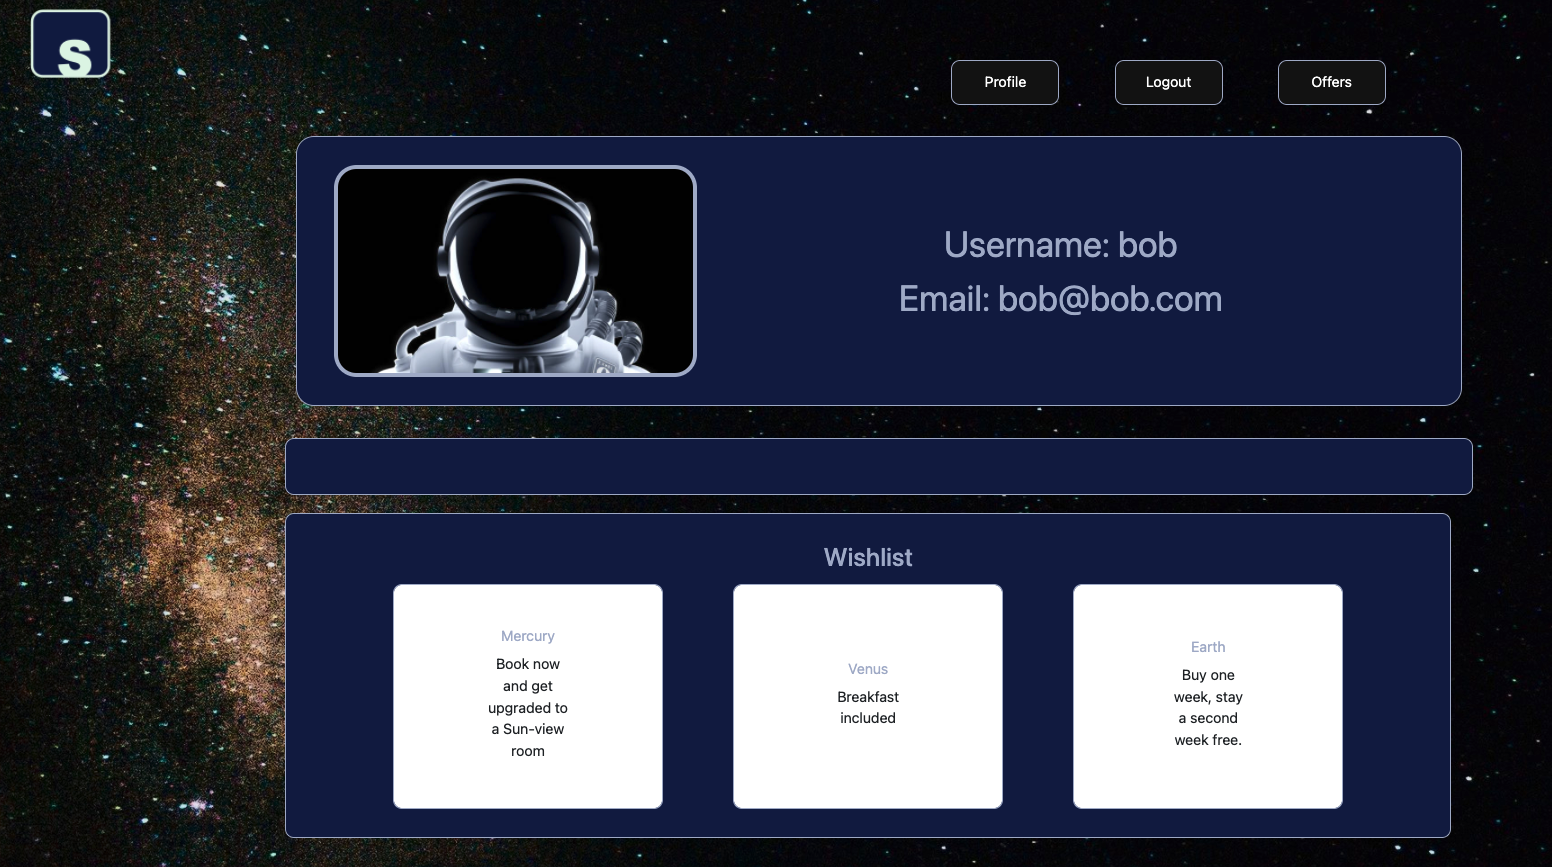 s
Profile
Logout
Offers
Username: bob
Email: bob@bob.com
Wishlist
Mercury
Book now
and get
upgraded to
a Sun-view
room
Venus
Breakfast
included
Earth
Buy one
week, stay
a second
week free.